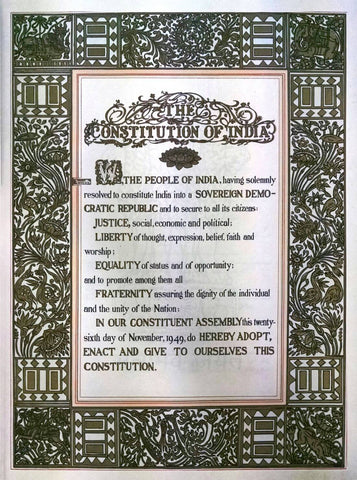 THE
CONSTITUTION OF INDIA
WE, THE PEOPLE OF INDIA, having solemnly
resolved to constitute India into a SOVEREIGN DEMO-
CRATIC REPUBLIC and to secure to all its citizens:
JUSTICE, social, economic and political;
LIBERTY of thought, expression, belief, faith and
worship;
EQUALITY of status and of opportunity;
and to promote among them all
FRATERNITY assuring the dignity of the individual
and the unity of the Nation;
IN OUR CONSTITUENT ASSEMBLY this twenty-
sixth day of November, 1949, do HEREBY ADOPT,
ENACT AND GIVE TO OURSELVES THIS
CONSTITUTION.